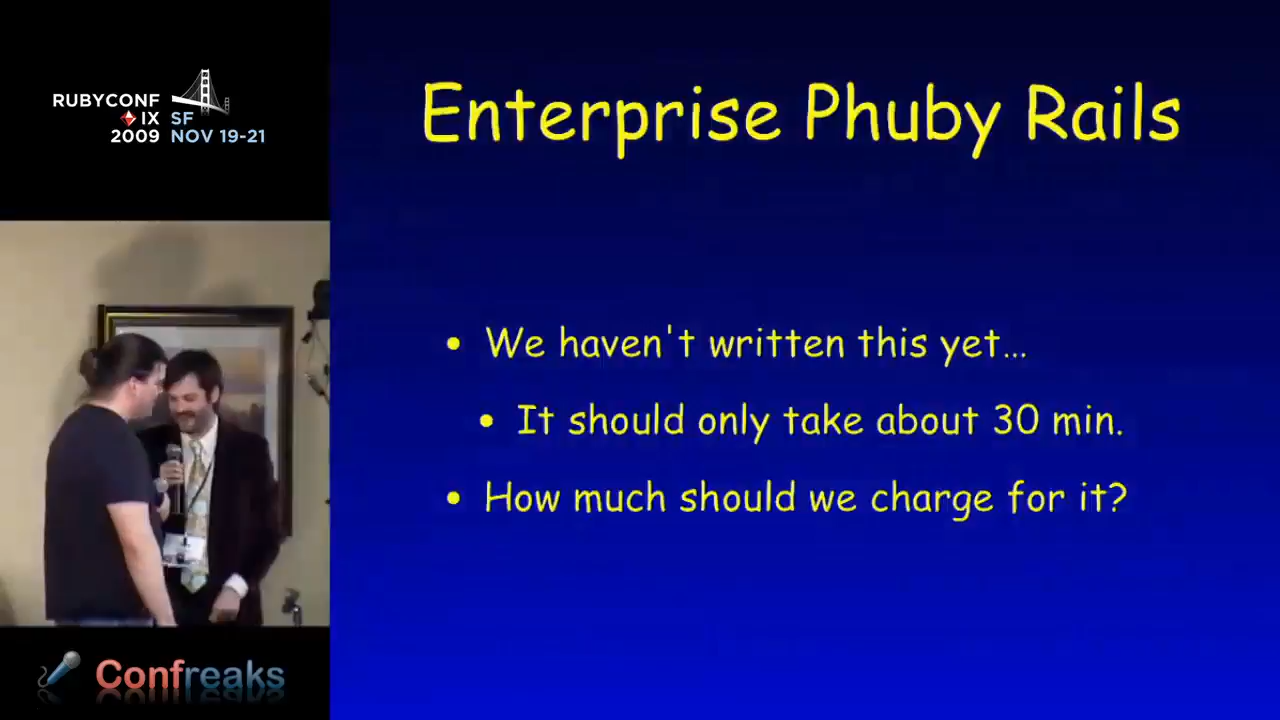 RUBYCONF
IX SF
2009 NOV 19-21
Enterprise Phuby Rails
• We haven't written this yet...
• It should only take about 30 min.
• How much should we charge for it?
Confreaks